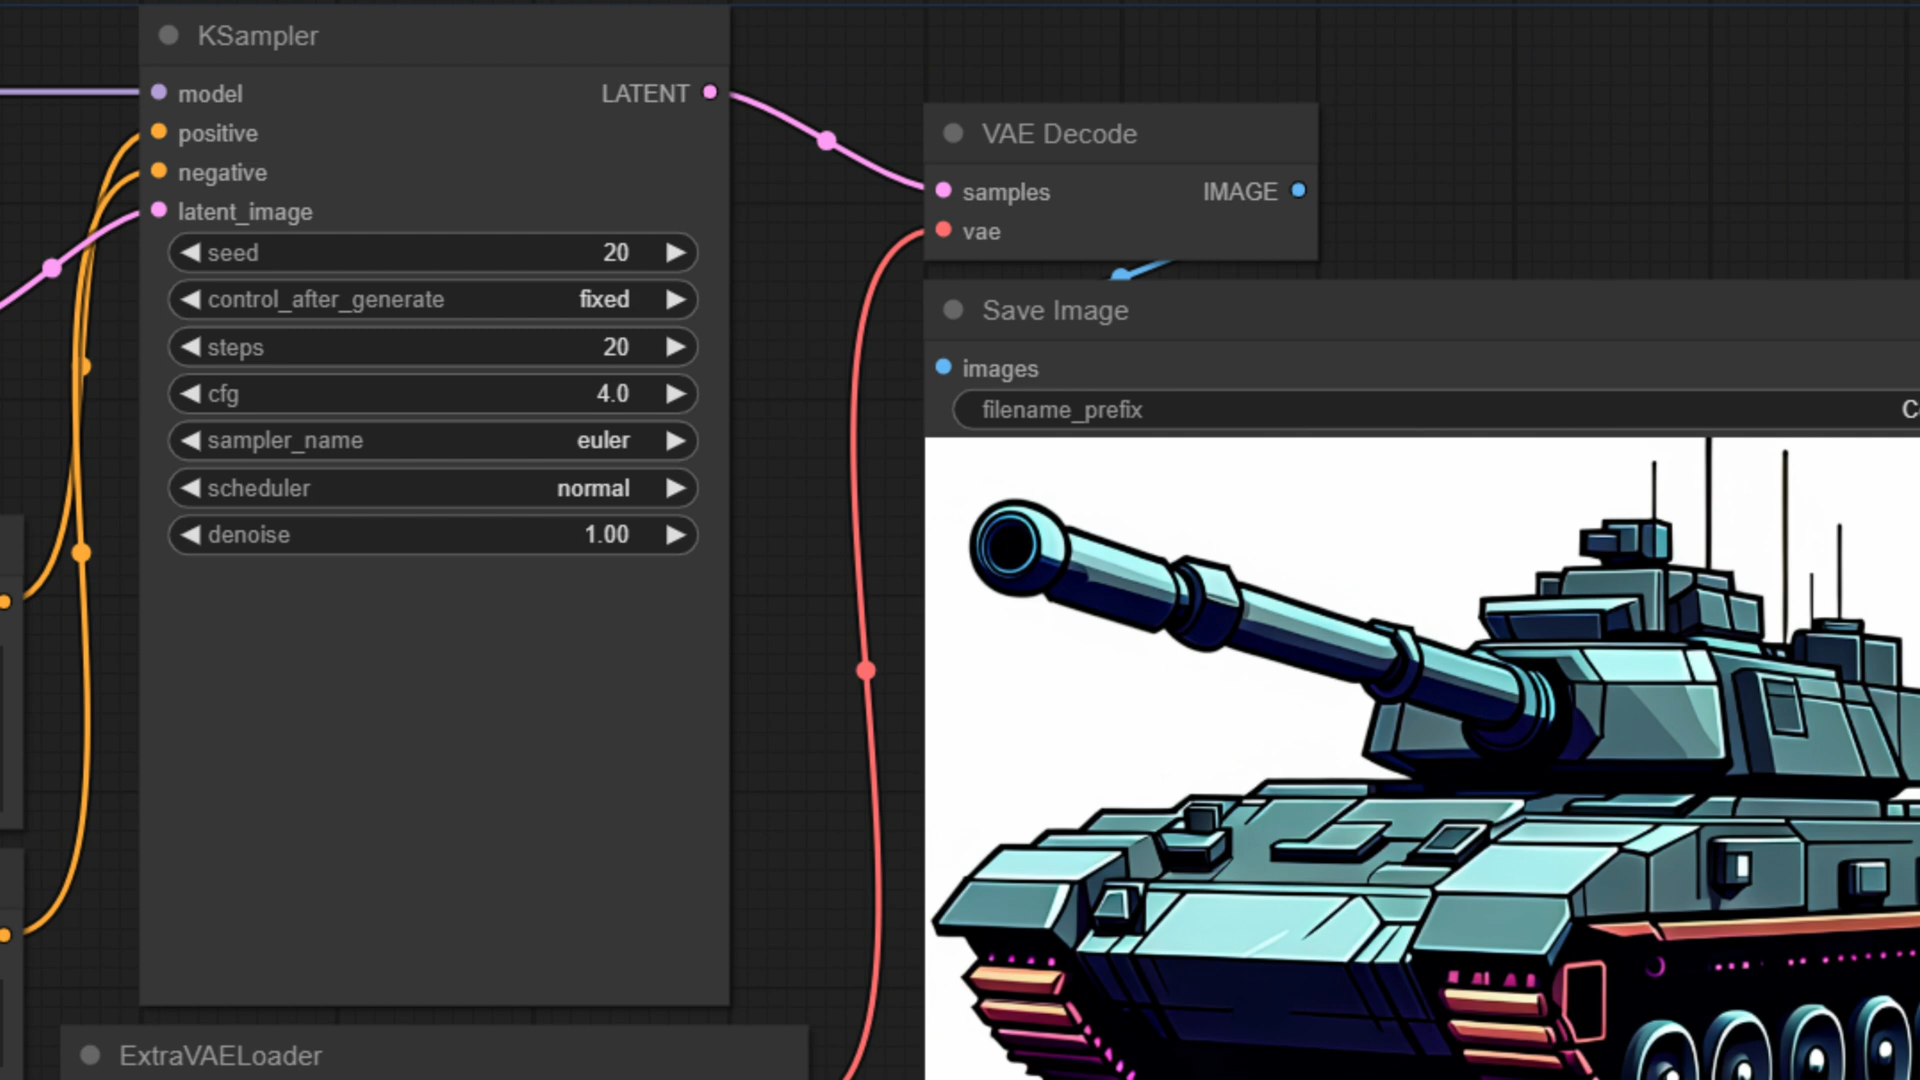 KSampler
model
LATENT
positive
negative
latent_image
seed 20
control_after_generate fixed
steps 20
cfg 4.0
sampler_name euler
scheduler normal
denoise 1.00
ExtraVAELoader
VAE Decode
samples IMAGE
vae
Save Image
images
filename_prefix